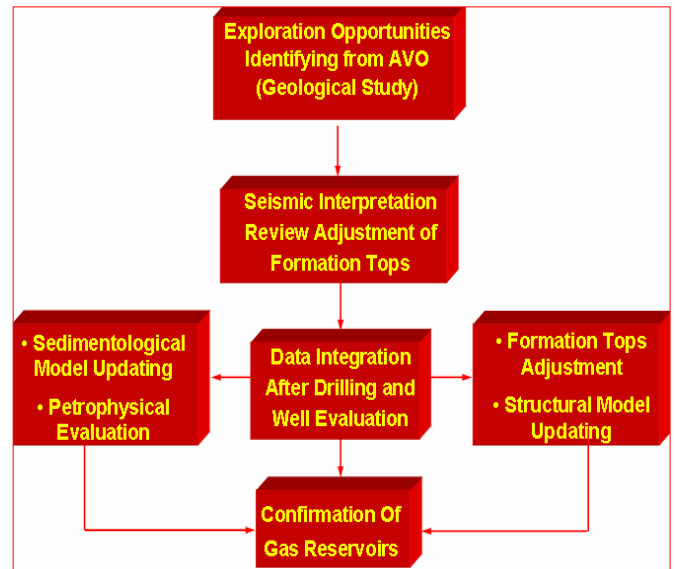 Exploration Opportunities
Identifying from AVO
(Geological Study)
Seismic Interpretation
Review Adjustment of
Formation Tops
• Sedimentological
Model Updating
• Petrophysical
Evaluation
Data Integration
After Drilling and
Well Evaluation
• Formation Tops
Adjustment
• Structural Model
Updating
Confirmation Of
Gas Reservoirs